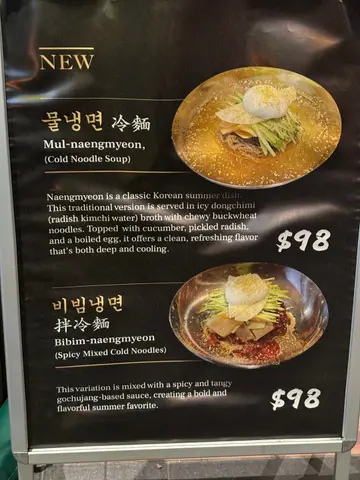 NEW
물냉면 冷麵
Mul-naengmyeon,
(Cold Noodle Soup)
Naengmyeon is a classic Korean summer dish.
This traditional version is served in icy dongchimi
(radish kimchi water) broth with chewy buckwheat
noodles. Topped with cucumber, pickled radish,
and a boiled egg, it offers a clean, refreshing flavor
that's both deep and cooling.
$98
비빔냉면
拌冷麵
Bibim-naengmyeon
(Spicy Mixed Cold Noodles)
This variation is mixed with a spicy and tangy
gochujang-based sauce, creating a bold and
flavorful summer favorite.
$98